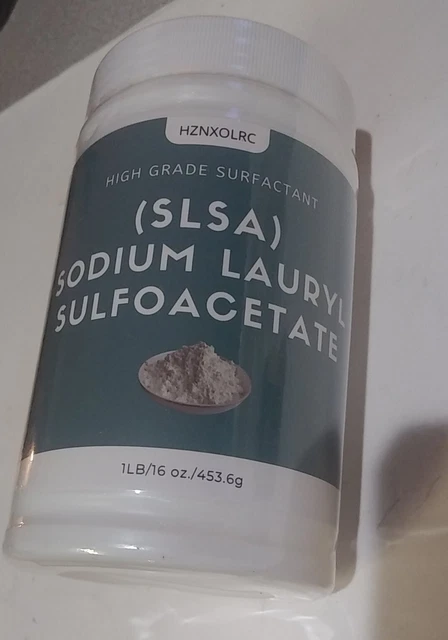 HZNXOLRC
HIGH GRADE SURFACTANT
(SLSA)
SODIUM LAURYL
SULFOACETATE
1LB/16 oz./453.6g